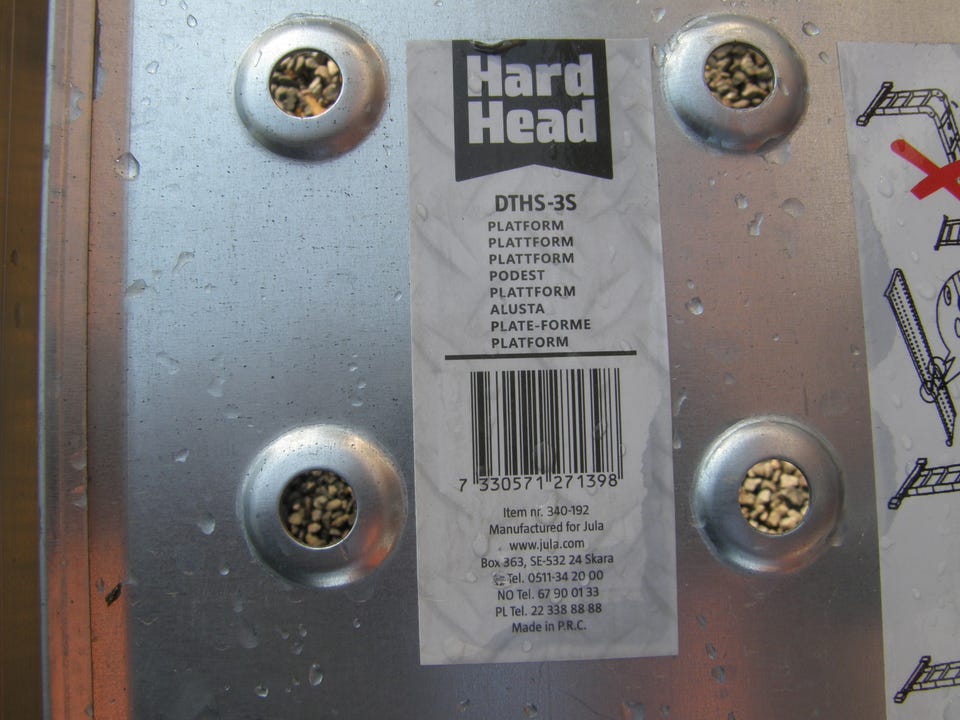 Hard
Head
DTHS-3S
PLATFORM
PLATTFORM
PLATTFORM
PODEST
PLATTFORM
ALUSTA
PLATE-FORME
PLATFORM
7 330571 271398
Item nr. 340-192
Manufactured for Jula
www.jula.com
Box 363, SE-532 24 Skara
Tel. 0511-34 20 00
NO Tel. 67 90 01 33
PL Tel. 22 338 88 88
Made in P.R.C.